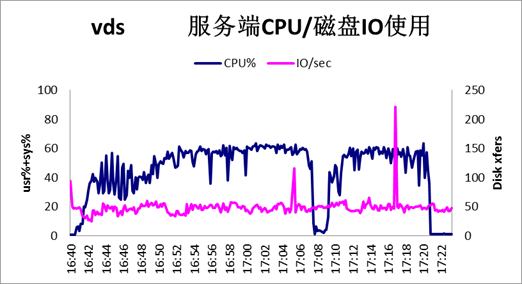 vds 服务端CPU/磁盘IO使用
CPU% IO/sec
100 80 60 40 20 0
usr%+sys%
250 200 150 100 50 0
Disk xfers
16:40 16:42 16:44 16:46 16:48 16:50 16:52 16:54 16:56 16:58 17:00 17:02 17:04 17:06 17:08 17:10 17:12 17:14 17:16 17:18 17:20 17:22